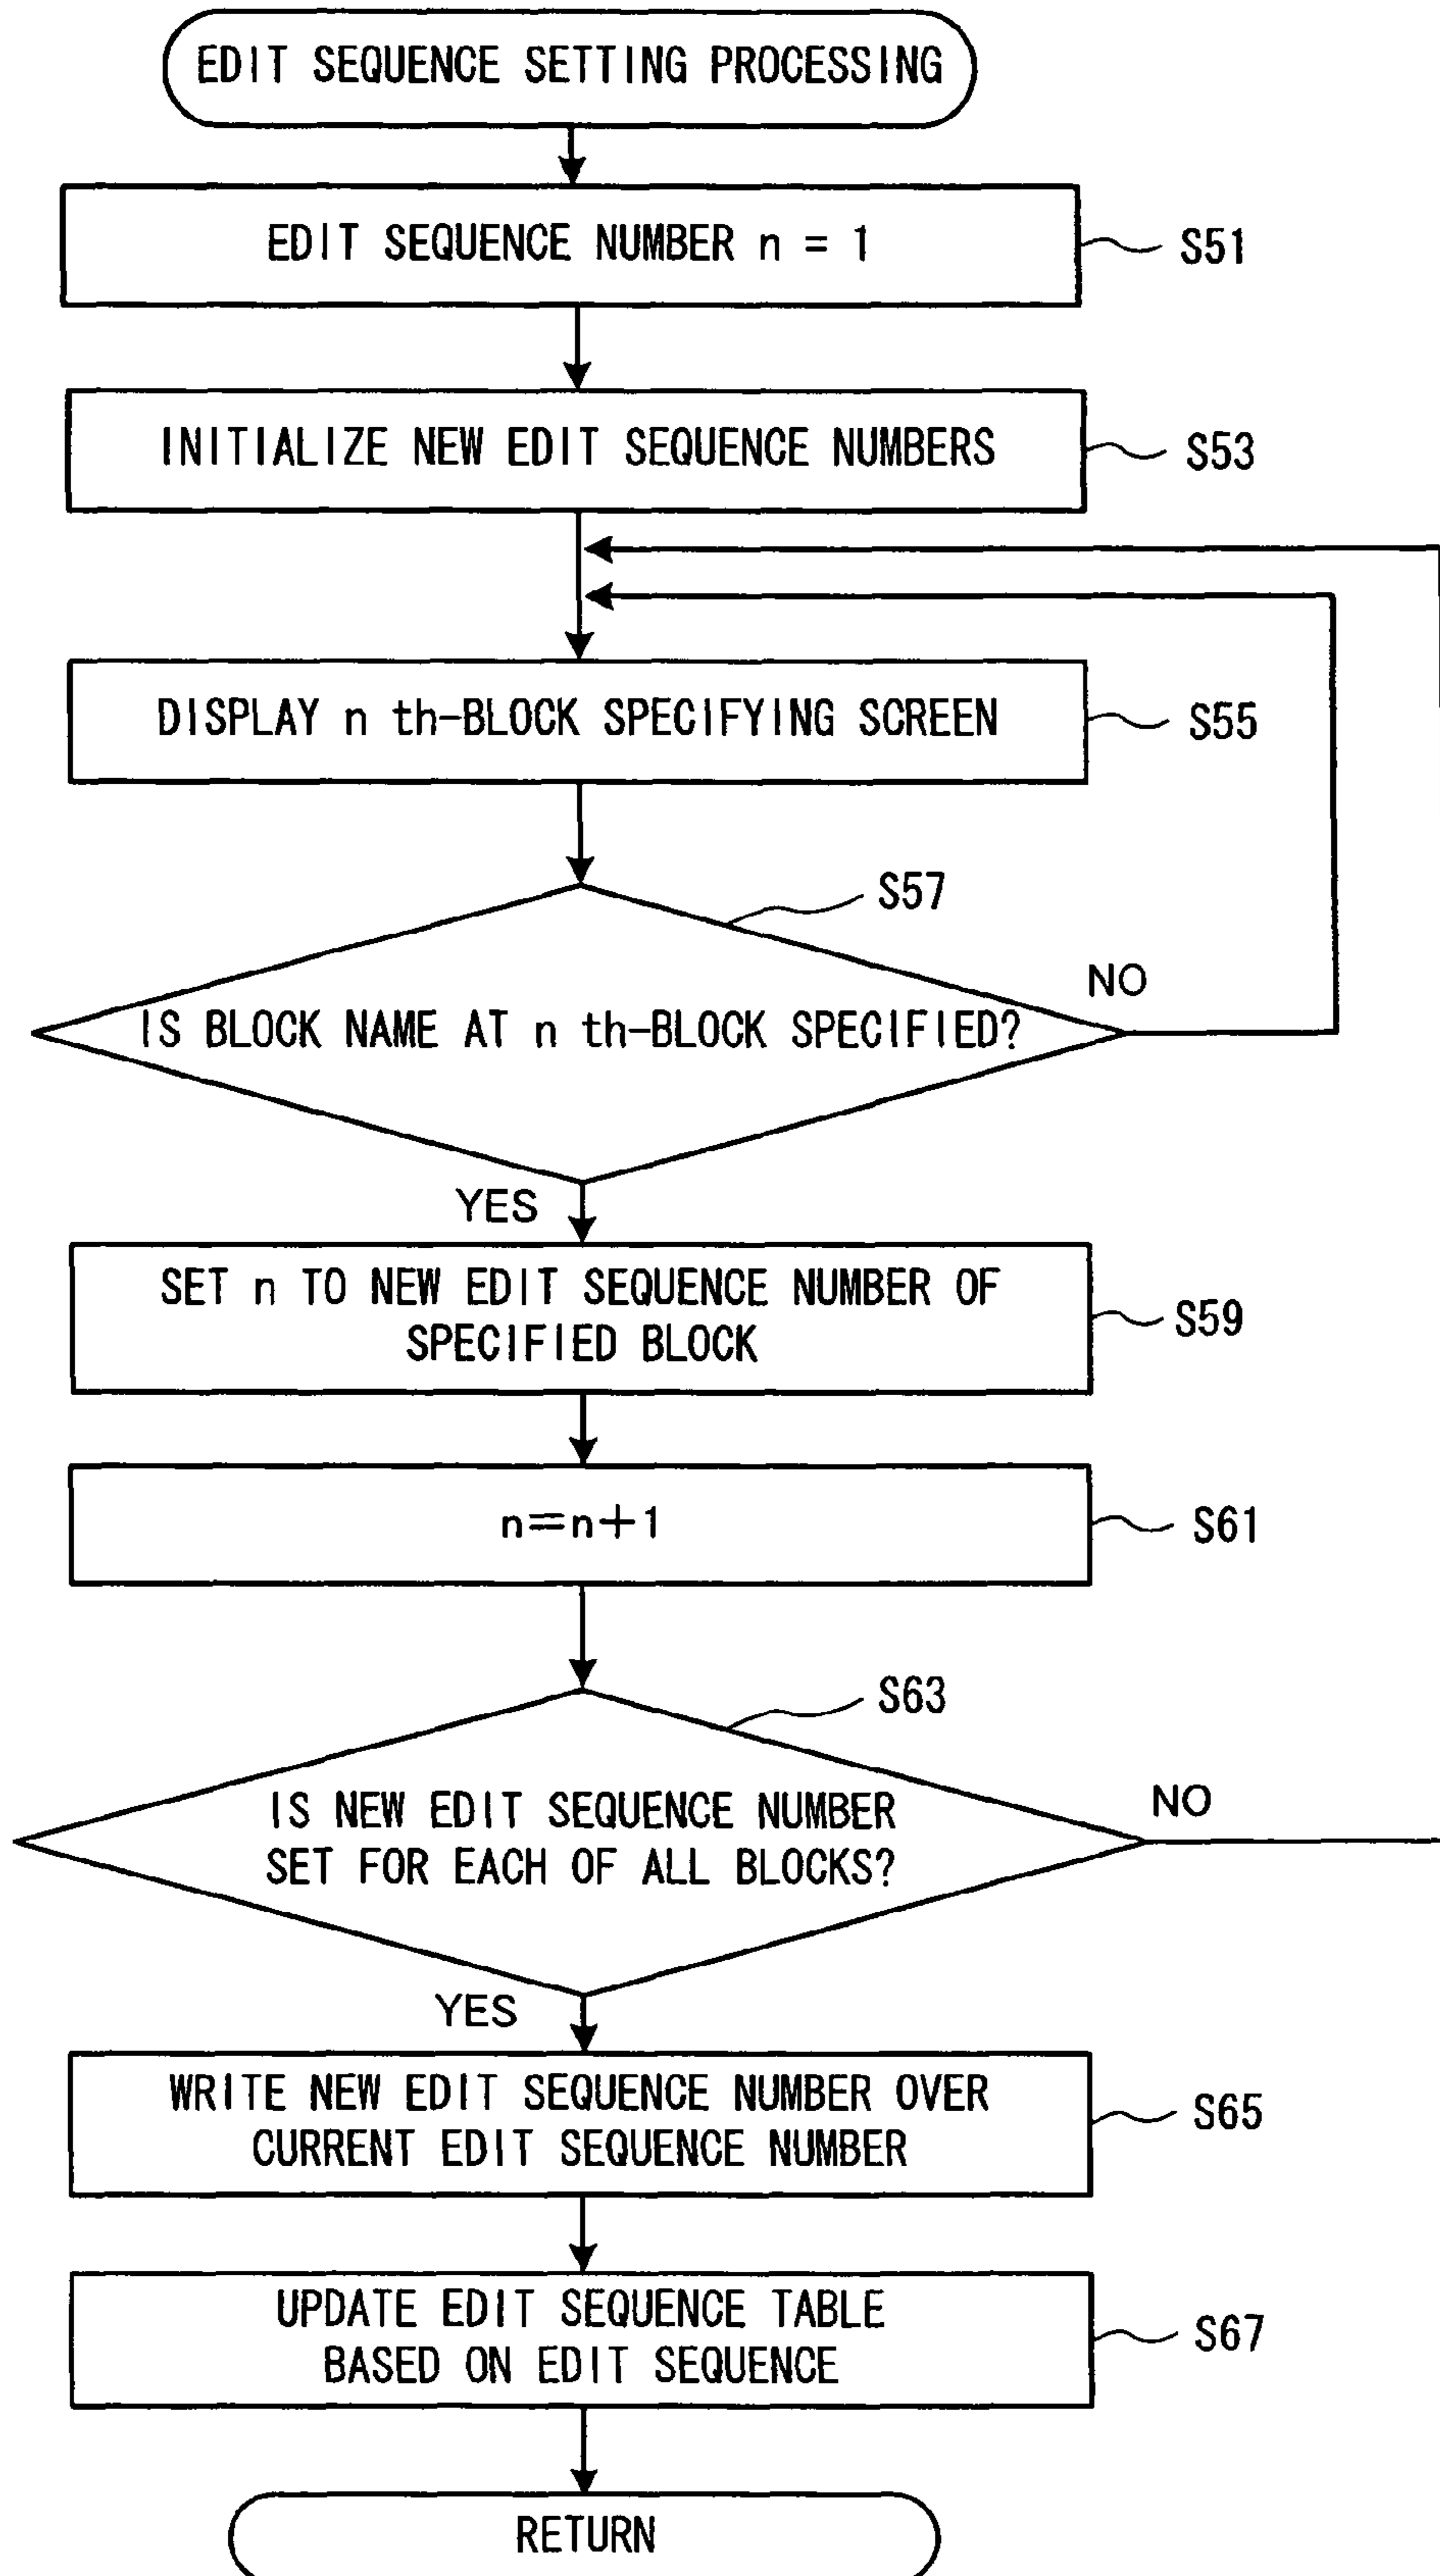 EDIT SEQUENCE SETTING PROCESSING
EDIT SEQUENCE NUMBER n = 1
S51
INITIALIZE NEW EDIT SEQUENCE NUMBERS
S53
DISPLAY n th-BLOCK SPECIFYING SCREEN
S55
S57
NO
IS BLOCK NAME AT n th-BLOCK SPECIFIED?
YES
SET n TO NEW EDIT SEQUENCE NUMBER OF
SPECIFIED BLOCK
S59
n=n+1
S61
S63
NO
IS NEW EDIT SEQUENCE NUMBER
SET FOR EACH OF ALL BLOCKS?
YES
WRITE NEW EDIT SEQUENCE NUMBER OVER
CURRENT EDIT SEQUENCE NUMBER
S65
UPDATE EDIT SEQUENCE TABLE
BASED ON EDIT SEQUENCE
S67
RETURN